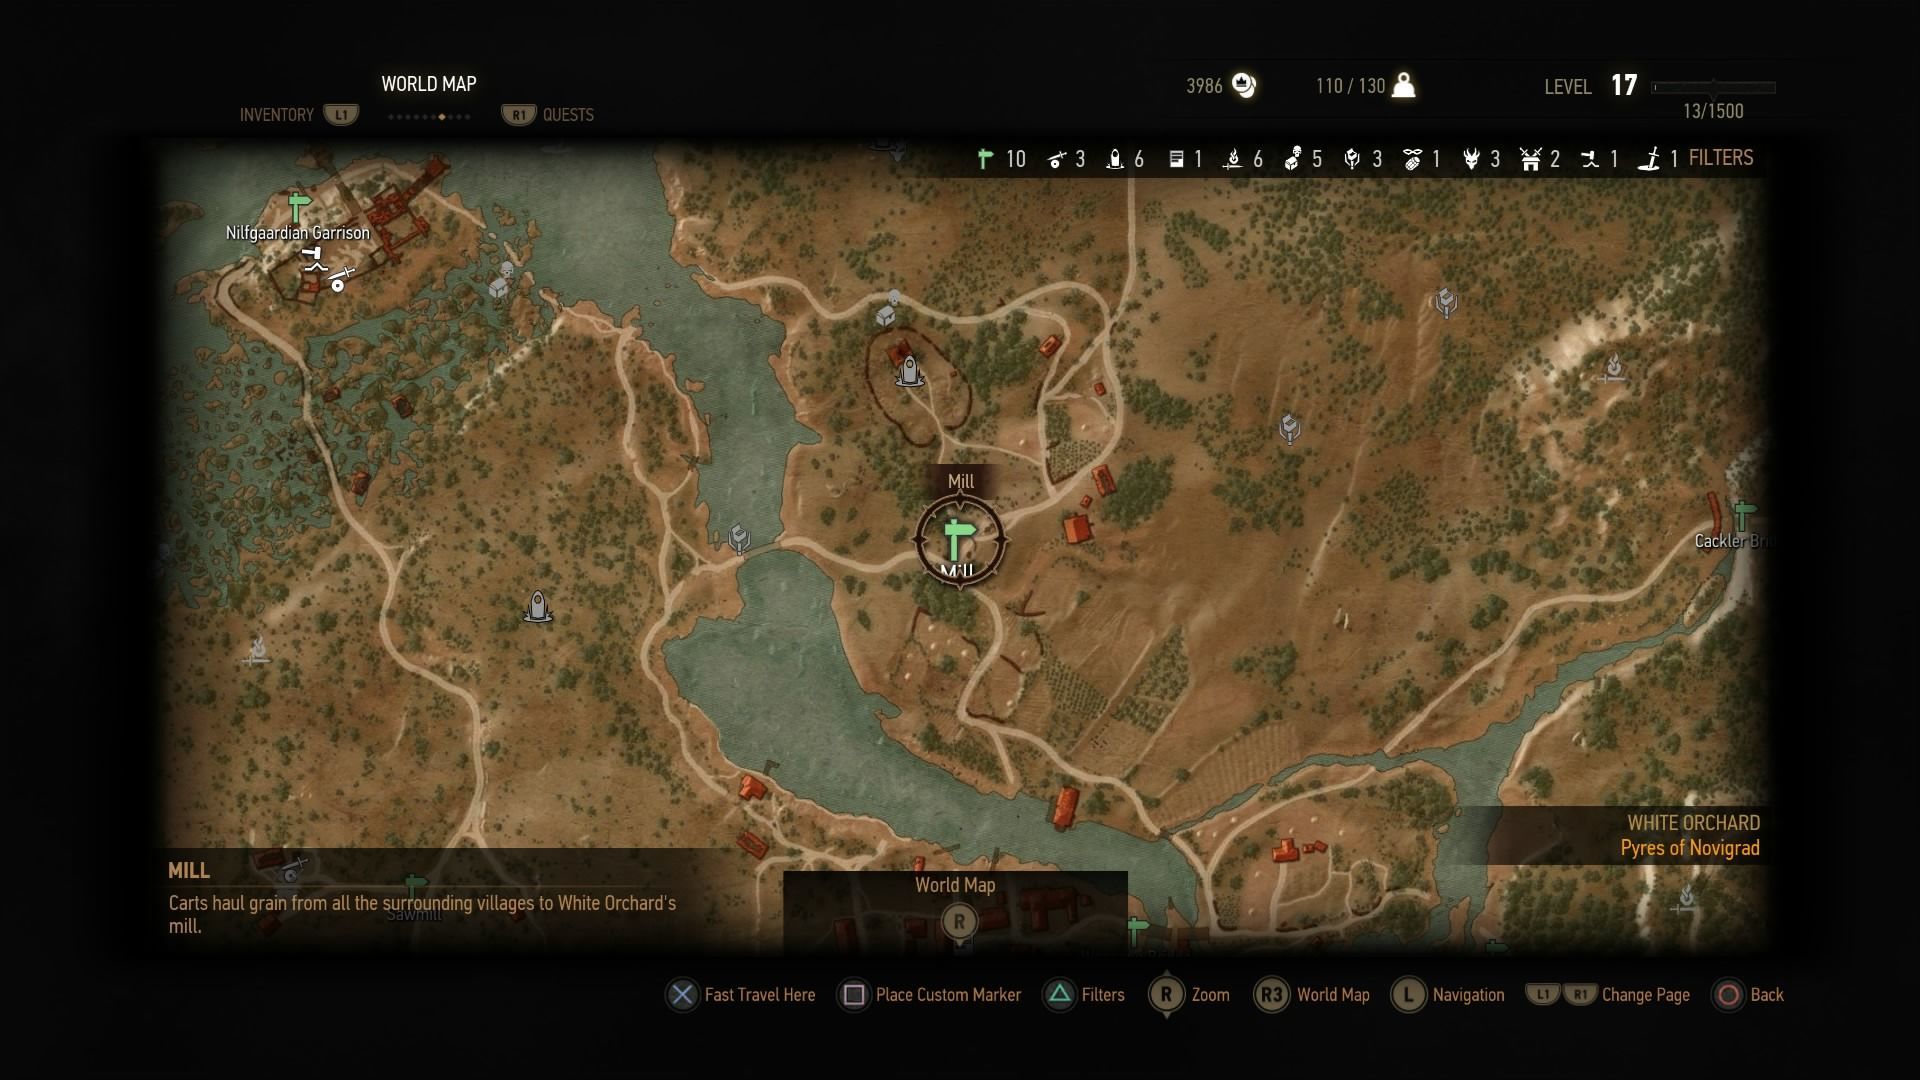 WORLD MAP
3986
110 / 130
LEVEL 17
INVENTORY L1
R1 QUESTS
13/1500
10 3 6 1 6 5 3 1 3 2 1 1 FILTERS
Nilfgaardian Garrison
Mill
Mill
WHITE ORCHARD
Pyres of Novigrad
MILL
Carts haul grain from all the surrounding villages to White Orchard's
mill.
Sawmill
World Map
R
Fast Travel Here
Place Custom Marker
Filters
R Zoom
R3 World Map
L Navigation
L1 R1 Change Page
Back